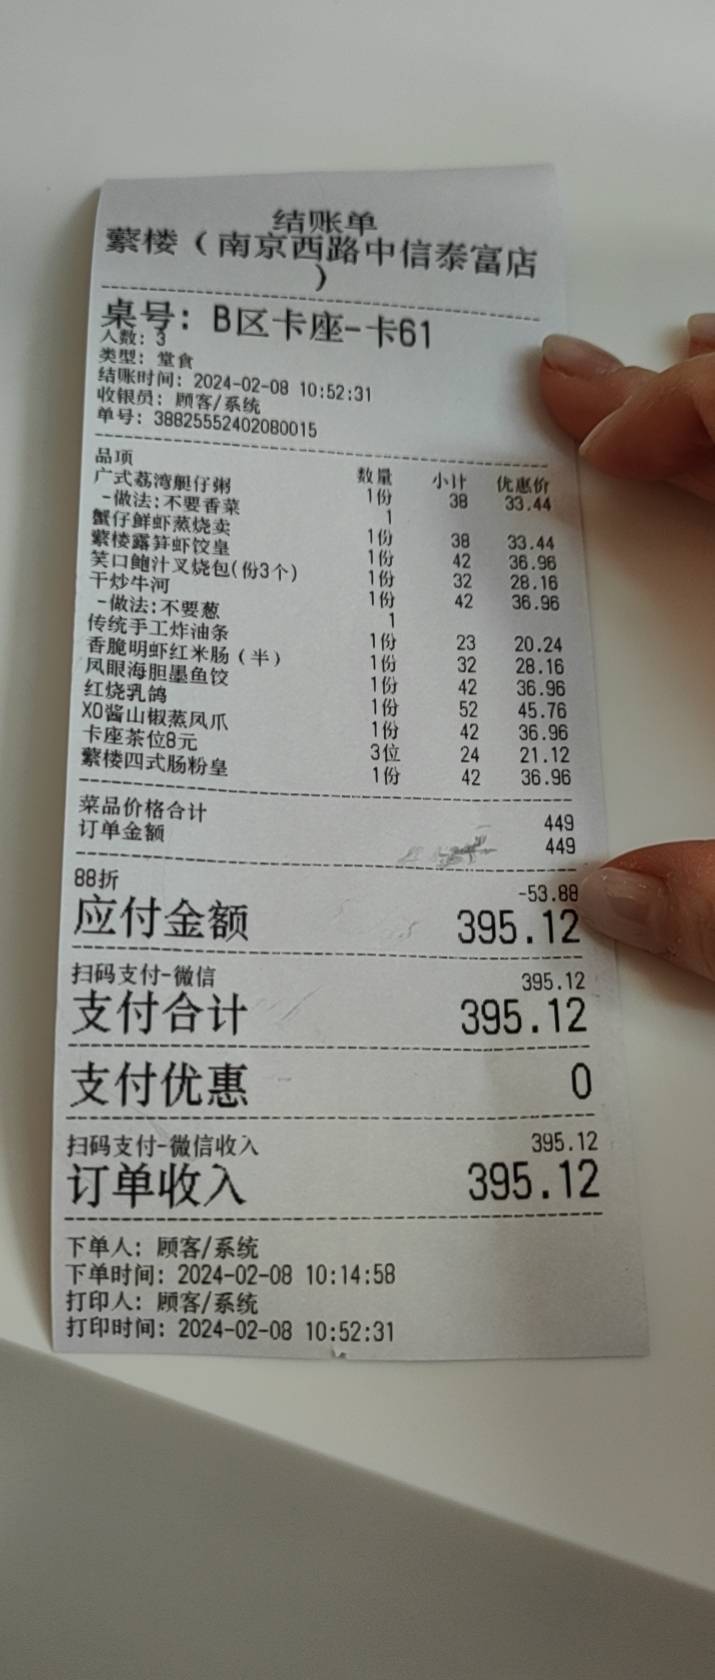 结账单
蘩楼（南京西路中信泰富店
）
桌号: B区卡座-卡61
人数: 3
类型: 堂食
结账时间: 2024-02-08 10:52:31
收银员: 顾客/系统
单号: 38825552402080015
品项 数量 小计 优惠价
广式荔湾艇仔粥 1份 38 33.44
-做法:不要香菜 1
蟹仔鲜虾蒸烧卖 1份 38 33.44
蘩楼露笋虾饺皇 1份 42 36.96
笑口鲍汁叉烧包(份3个) 1份 32 28.16
干炒牛河 1份 42 36.96
-做法:不要葱 1
传统手工炸油条 1份 23 20.24
香脆明虾红米肠（半） 1份 32 28.16
凤眼海胆墨鱼饺 1份 42 36.96
红烧乳鸽 1份 52 45.76
XO酱山椒蒸凤爪 1份 42 36.96
卡座茶位8元 3位 24 21.12
蘩楼四式肠粉皇 1份 42 36.96
菜品价格合计 449
订单金额 449
88折 -53.88
应付金额 395.12
扫码支付-微信 395.12
支付合计 395.12
支付优惠 0
扫码支付-微信收入 395.12
订单收入 395.12
下单人: 顾客/系统
下单时间: 2024-02-08 10:14:58
打印人: 顾客/系统
打印时间: 2024-02-08 10:52:31